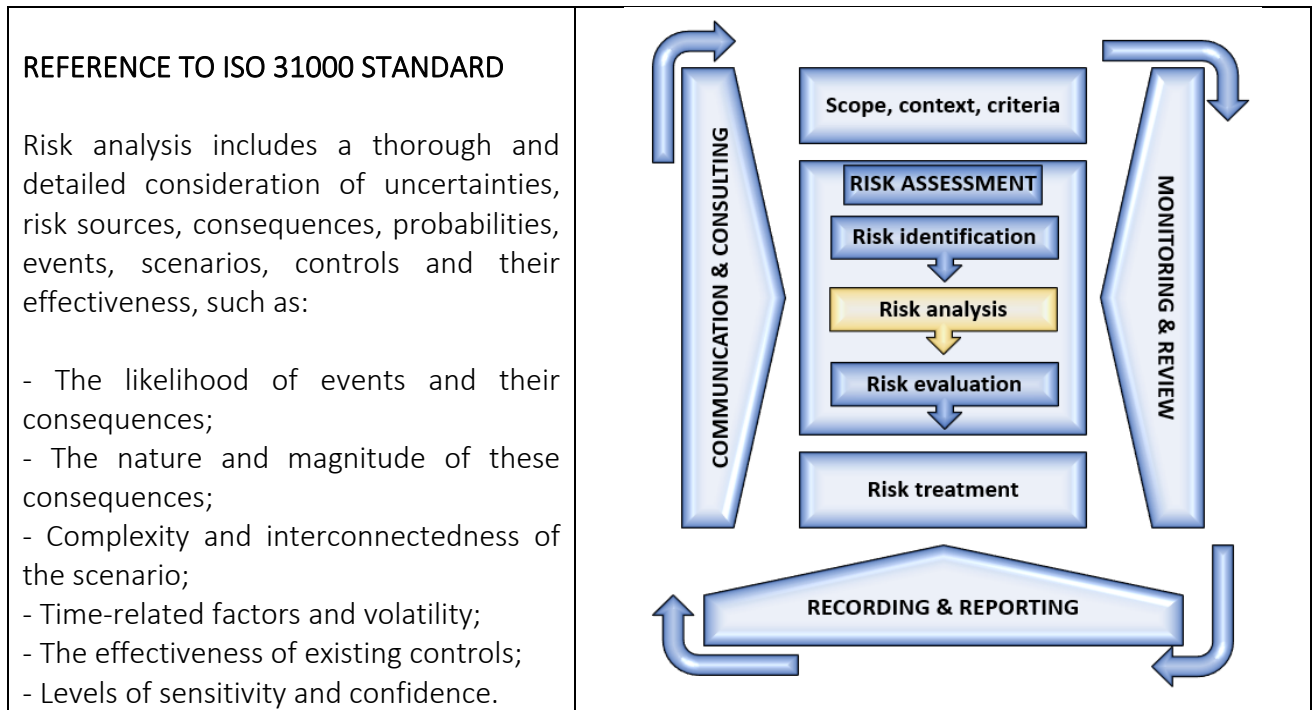 REFERENCE TO ISO 31000 STANDARD
Risk analysis includes a thorough and
detailed consideration of uncertainties,
risk sources, consequences, probabilities,
events, scenarios, controls and their
effectiveness, such as:
- The likelihood of events and their
consequences;
- The nature and magnitude of these
consequences;
- Complexity and interconnectedness of
the scenario;
- Time-related factors and volatility;
- The effectiveness of existing controls;
- Levels of sensitivity and confidence.
COMMUNICATION & CONSULTING
Scope, context, criteria
RISK ASSESSMENT
Risk identification
Risk analysis
Risk evaluation
Risk treatment
MONITORING & REVIEW
RECORDING & REPORTING